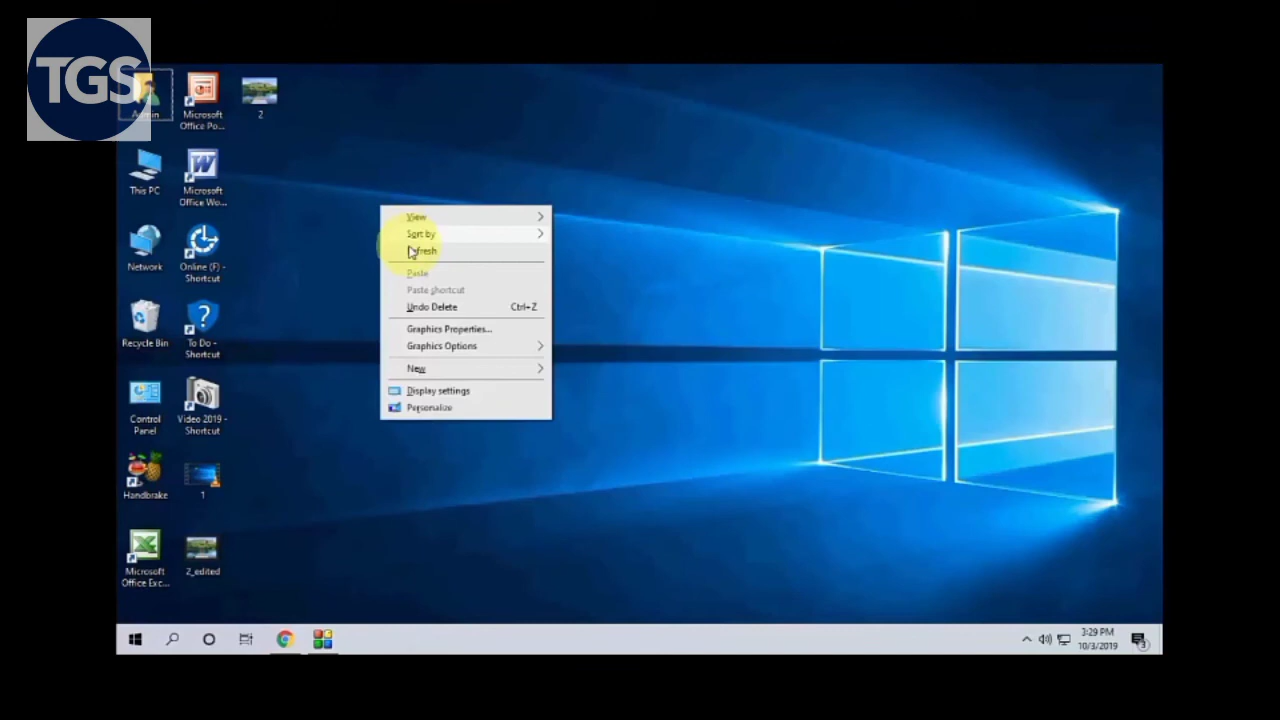 TGS
Admin
Microsoft
Office Po...
2
This PC
Microsoft
Office Wo...
Network
Online (F) -
Shortcut
Recycle Bin
To Do -
Shortcut
Control
Panel
Video 2019 -
Shortcut
Handbrake
1
Microsoft
Office Exc...
2_edited
View
Sort by
Refresh
Paste
Paste shortcut
Undo Delete Ctrl+Z
Graphics Properties...
Graphics Options
New
Display settings
Personalize
3:29 PM
10/3/2019
3